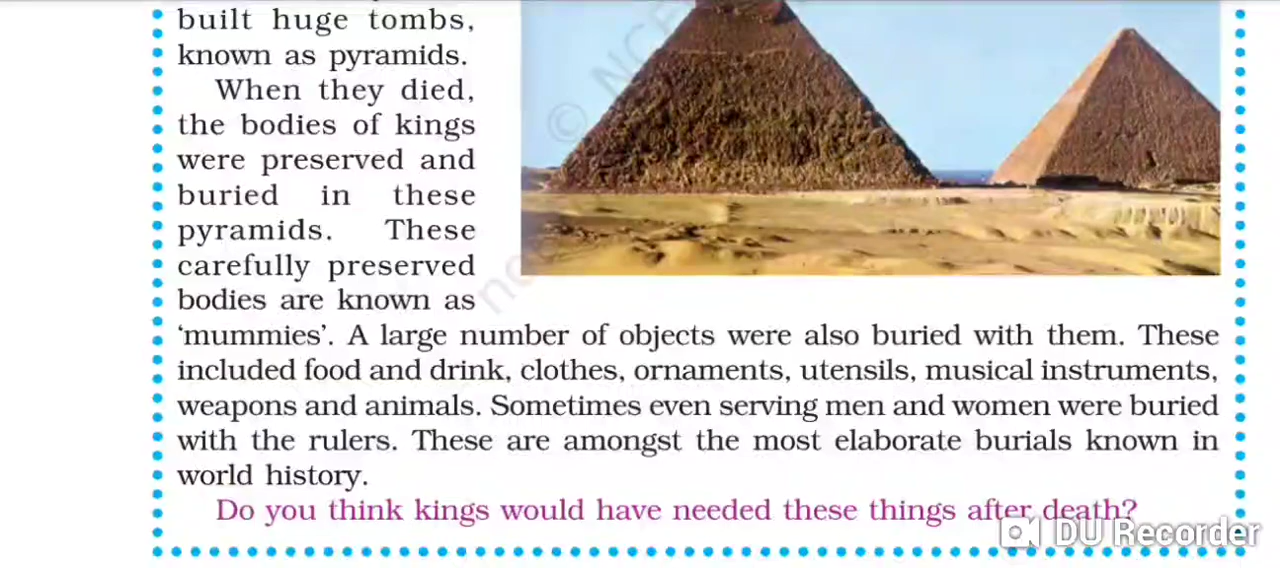 built huge tombs,
known as pyramids.
When they died,
the bodies of kings
were preserved and
buried in these
pyramids. These
carefully preserved
bodies are known as
‘mummies’. A large number of objects were also buried with them. These
included food and drink, clothes, ornaments, utensils, musical instruments,
weapons and animals. Sometimes even serving men and women were buried
with the rulers. These are amongst the most elaborate burials known in
world history.
Do you think kings would have needed these things after death?
DU Recorder